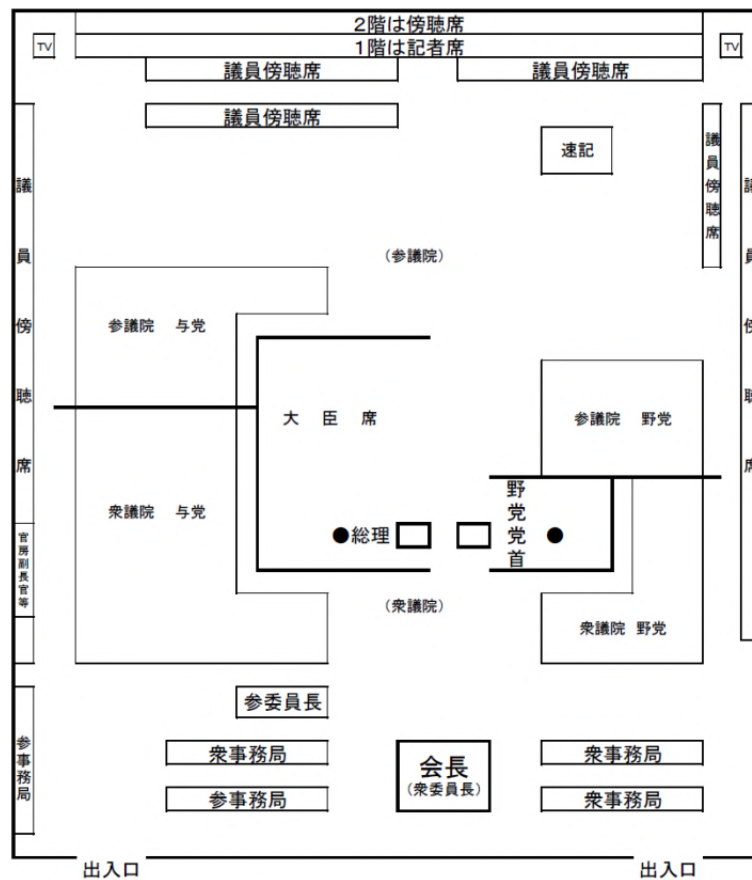 2階は傍聴席
TV
1階は記者席
TV
議員傍聴席
議員傍聴席
議員傍聴席
速記
議員傍聴席
議員傍聴席
議員傍聴席
(参議院)
参議院 与党
大臣席
参議院 野党
衆議院 与党
野党党首
●総理
●
官房副長官等
(衆議院)
衆議院 野党
参委員長
参事務局
衆事務局
会長
(衆委員長)
衆事務局
参事務局
衆事務局
出入口
出入口